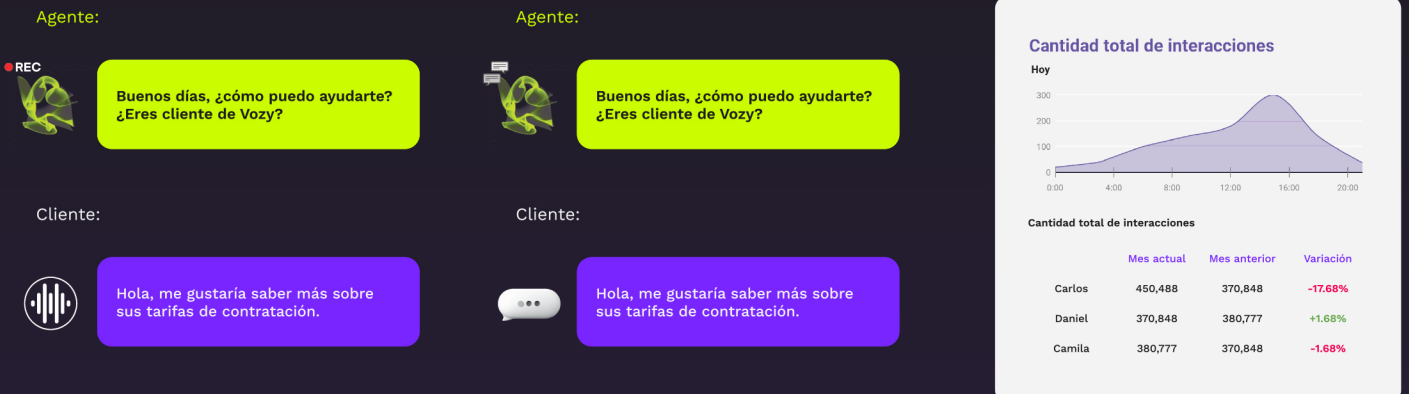 Agente:
REC
Buenos días, ¿cómo puedo ayudarte?
¿Eres cliente de Vozy?
Cliente:
Hola, me gustaría saber más sobre
sus tarifas de contratación.
Agente:
Buenos días, ¿cómo puedo ayudarte?
¿Eres cliente de Vozy?
Cliente:
Hola, me gustaría saber más sobre
sus tarifas de contratación.
Cantidad total de interacciones
Hoy
300
200
100
0
0:00 4:00 8:00 12:00 16:00 20:00
Cantidad total de interacciones
Mes actual Mes anterior Variación
Carlos 450,488 370,848 -17.68%
Daniel 370,848 380,777 +1.68%
Camila 380,777 370,848 -1.68%